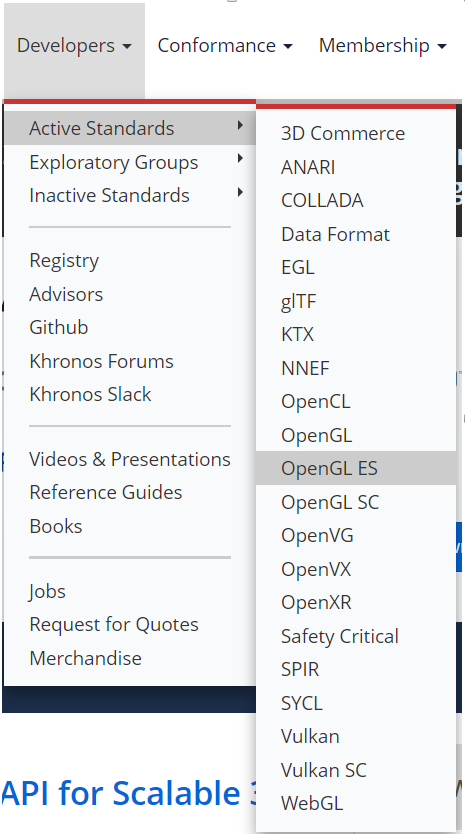 Developers Conformance Membership
Active Standards
Exploratory Groups
Inactive Standards
Registry
Advisors
Github
Khronos Forums
Khronos Slack
Videos & Presentations
Reference Guides
Books
Jobs
Request for Quotes
Merchandise
3D Commerce
ANARI
COLLADA
Data Format
EGL
glTF
KTX
NNEF
OpenCL
OpenGL
OpenGL ES
OpenGL SC
OpenVG
OpenVX
OpenXR
Safety Critical
SPIR
SYCL
Vulkan
Vulkan SC
WebGL
API for Scalable